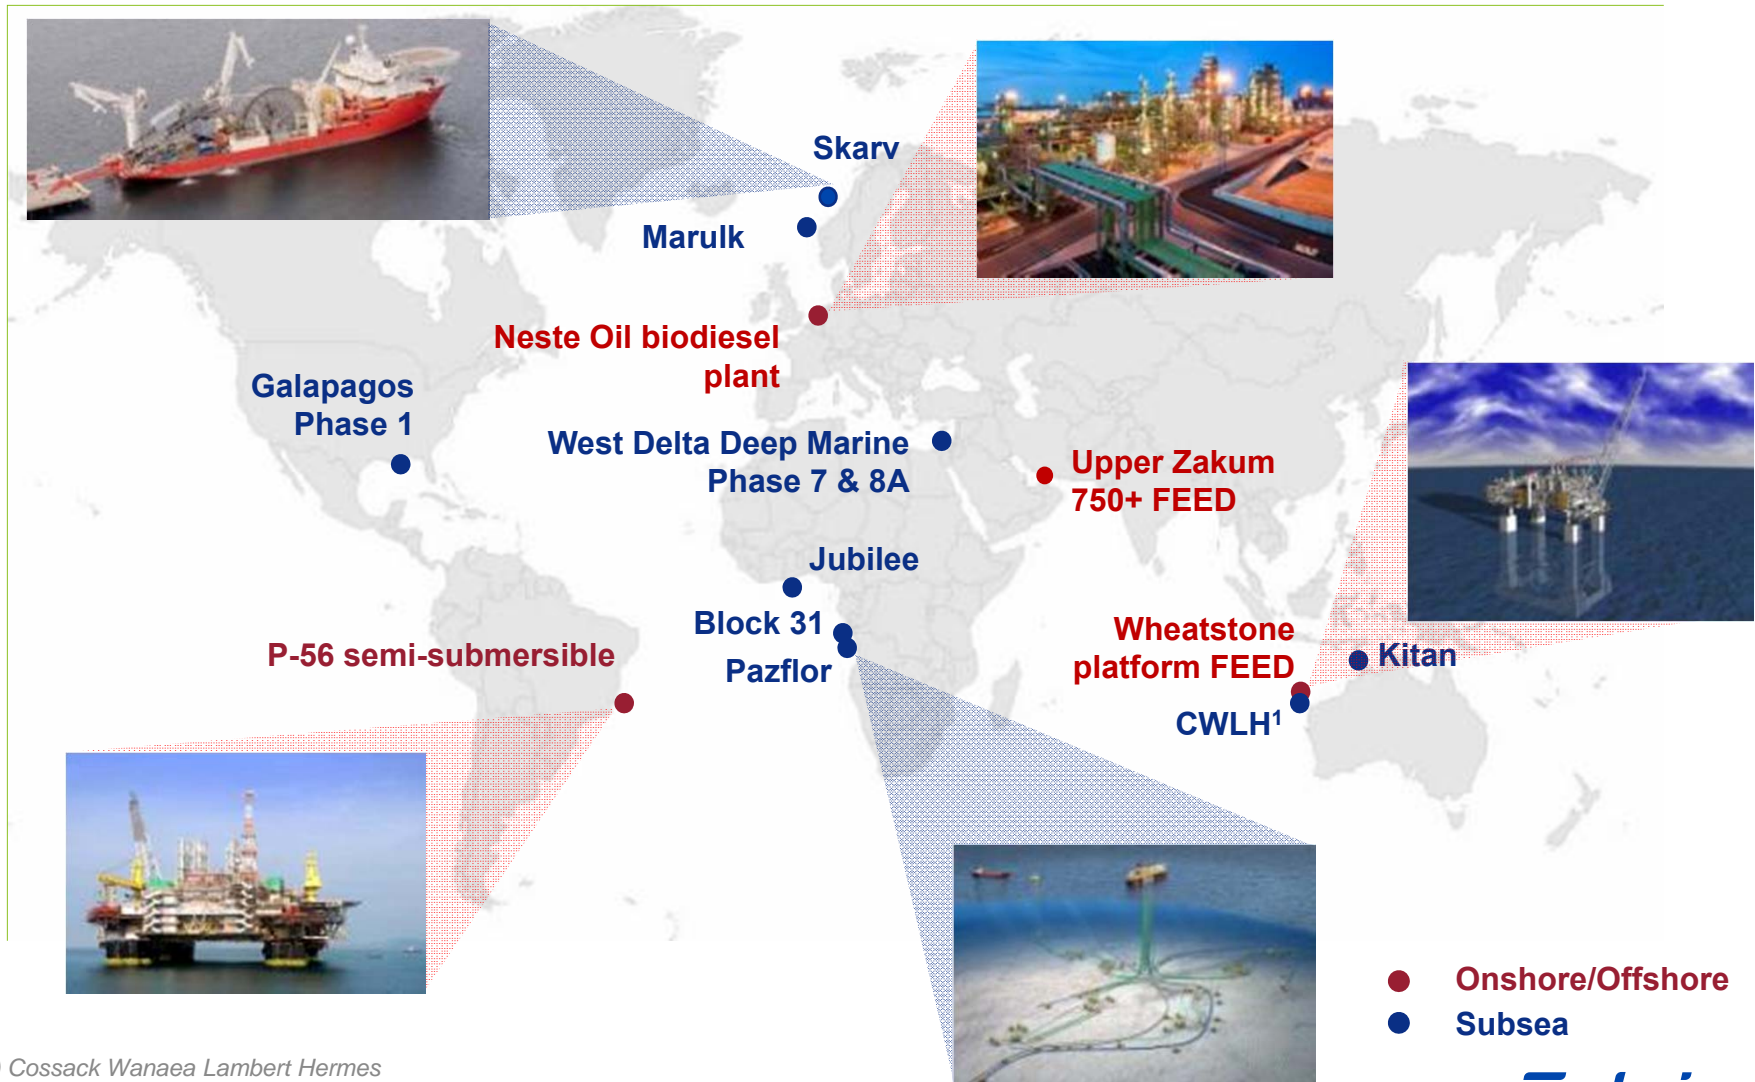 Skarv
Marulk
Neste Oil biodiesel
plant
Galapagos
Phase 1
West Delta Deep Marine
Phase 7 & 8A
Upper Zakum
750+ FEED
Jubilee
Block 31
Pazflor
P-56 semi-submersible
Wheatstone
platform FEED
Kitan
CWLH¹
Onshore/Offshore
Subsea
Cossack Wanaea Lambert Hermes